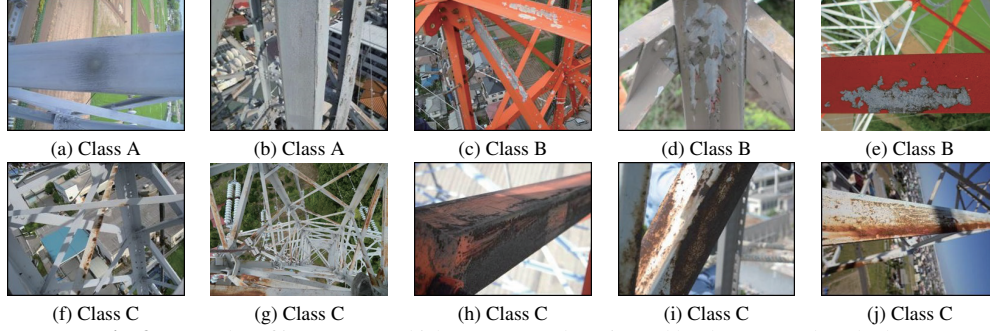 (a) Class A
(b) Class A
(c) Class B
(d) Class B
(e) Class B
(f) Class C
(g) Class C
(h) Class C
(i) Class C
(j) Class C